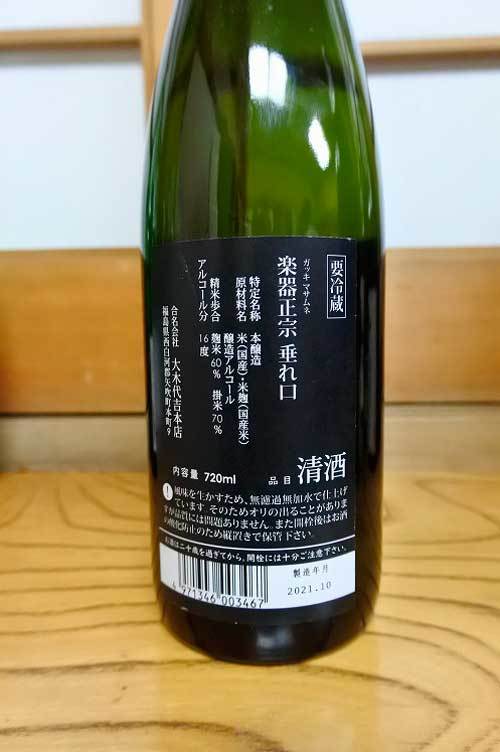 要冷蔵
ガッキ マサムネ
楽器正宗 垂れ口
特定名称 本醸造
原材料名 米(国産)・米麹(国産米)
醸造アルコール
精米歩合 麹米60% 掛米70%
アルコール分 16度
合名会社 大木代吉本店
福島県西白河郡矢吹町本町9
内容量 720ml
品目 清酒
風味を生かすため、無濾過無加水で仕上げ
ています。そのためオリの出ることがありま
すが品質には問題ありません。また開栓後はお酒
の酸化防止のため縦置きで保管下さい。
お酒は二十歳を過ぎてから。開栓には十分ご注意下さい。
製造年月
2021.10
4 971346 003467